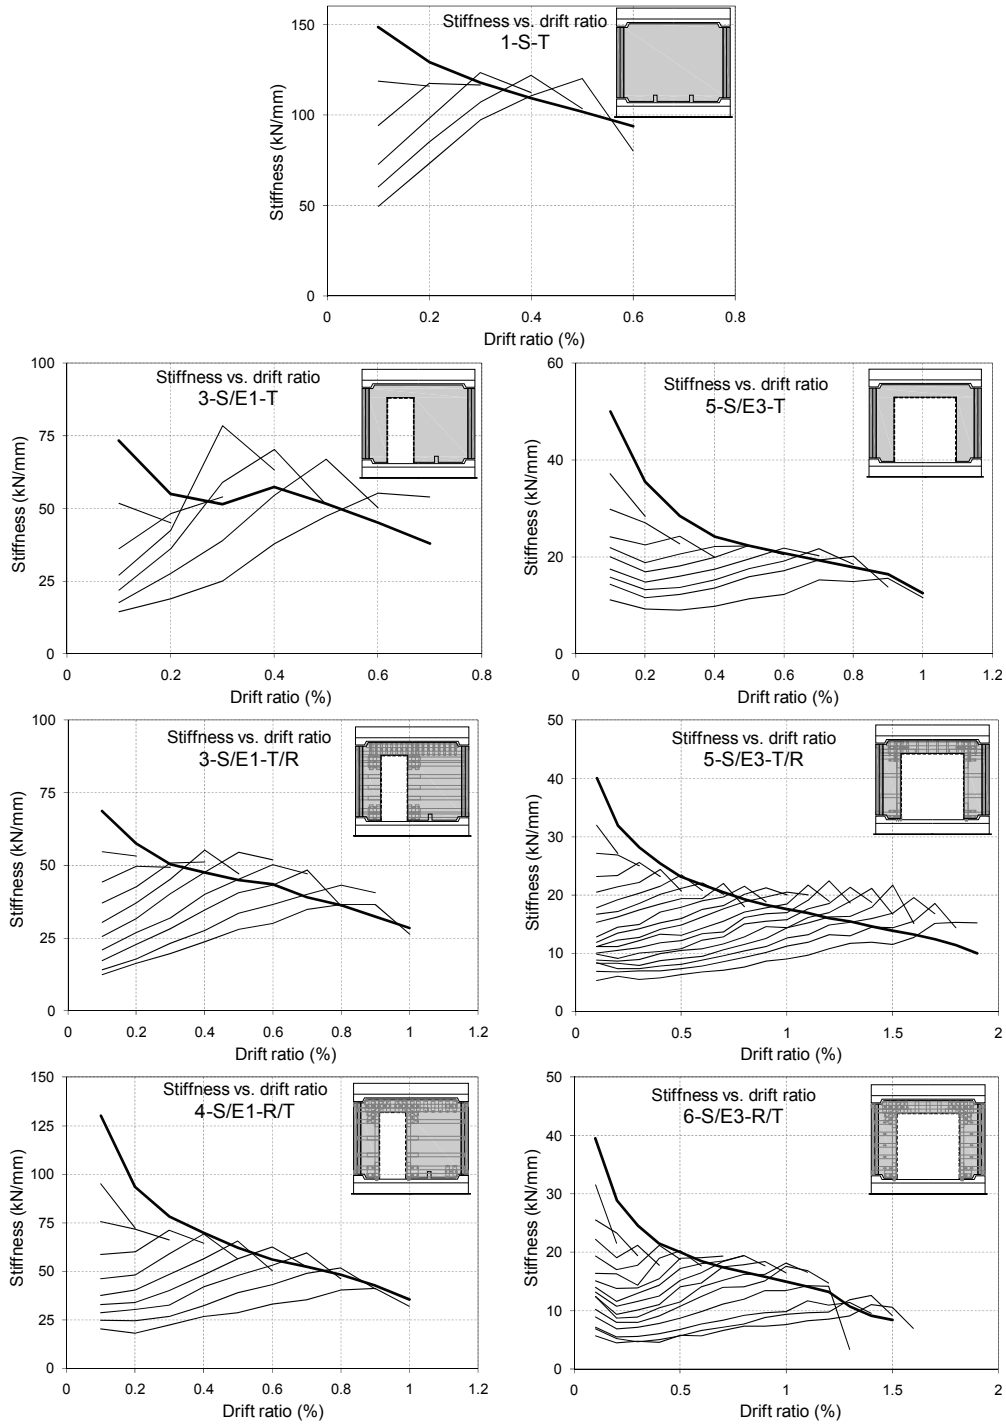 Stiffness vs. drift ratio
1-S-T
Stiffness (kN/mm)
150
100
50
0
0 0.2 0.4 0.6 0.8
Drift ratio (%)
Stiffness vs. drift ratio
3-S/E1-T
Stiffness (kN/mm)
100
75
50
25
0
0 0.2 0.4 0.6 0.8
Drift ratio (%)
Stiffness vs. drift ratio
5-S/E3-T
Stiffness (kN/mm)
60
40
20
0
0 0.2 0.4 0.6 0.8 1 1.2
Drift ratio (%)
Stiffness vs. drift ratio
3-S/E1-T/R
Stiffness (kN/mm)
100
75
50
25
0
0 0.2 0.4 0.6 0.8 1 1.2
Drift ratio (%)
Stiffness vs. drift ratio
5-S/E3-T/R
Stiffness (kN/mm)
50
40
30
20
10
0
0 0.5 1 1.5 2
Drift ratio (%)
Stiffness vs. drift ratio
4-S/E1-R/T
Stiffness (kN/mm)
150
125
100
75
50
25
0
0 0.2 0.4 0.6 0.8 1 1.2
Drift ratio (%)
Stiffness vs. drift ratio
6-S/E3-R/T
Stiffness (kN/mm)
50
40
30
20
10
0
0 0.5 1 1.5 2
Drift ratio (%)